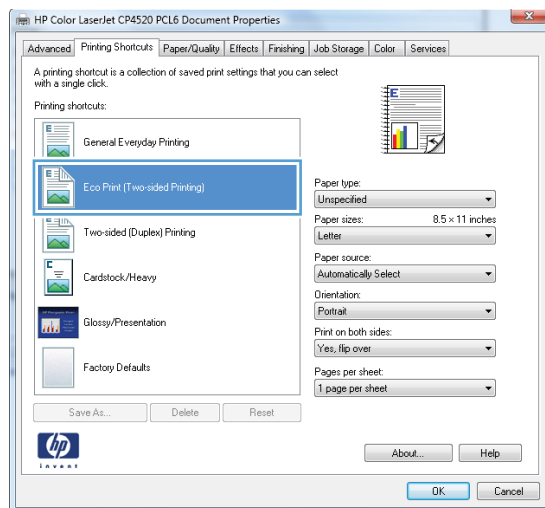 HP Color LaserJet CP4520 PCL6 Document Properties
Advanced Printing Shortcuts Paper/Quality Effects Finishing Job Storage Color Services
A printing shortcut is a collection of saved print settings that you can select
with a single click.
Printing shortcuts:
E
General Everyday Printing
E
Eco Print (Two-sided Printing)
E
Two-sided (Duplex) Printing
C
Cardstock/Heavy
Glossy/Presentation
Factory Defaults
Save As... Delete Reset
E
Paper type:
Unspecified
Paper sizes: 8.5 × 11 inches
Letter
Paper source:
Automatically Select
Orientation:
Portrait
Print on both sides:
Yes, flip over
Pages per sheet:
1 page per sheet
hp
invent
About... Help
OK Cancel